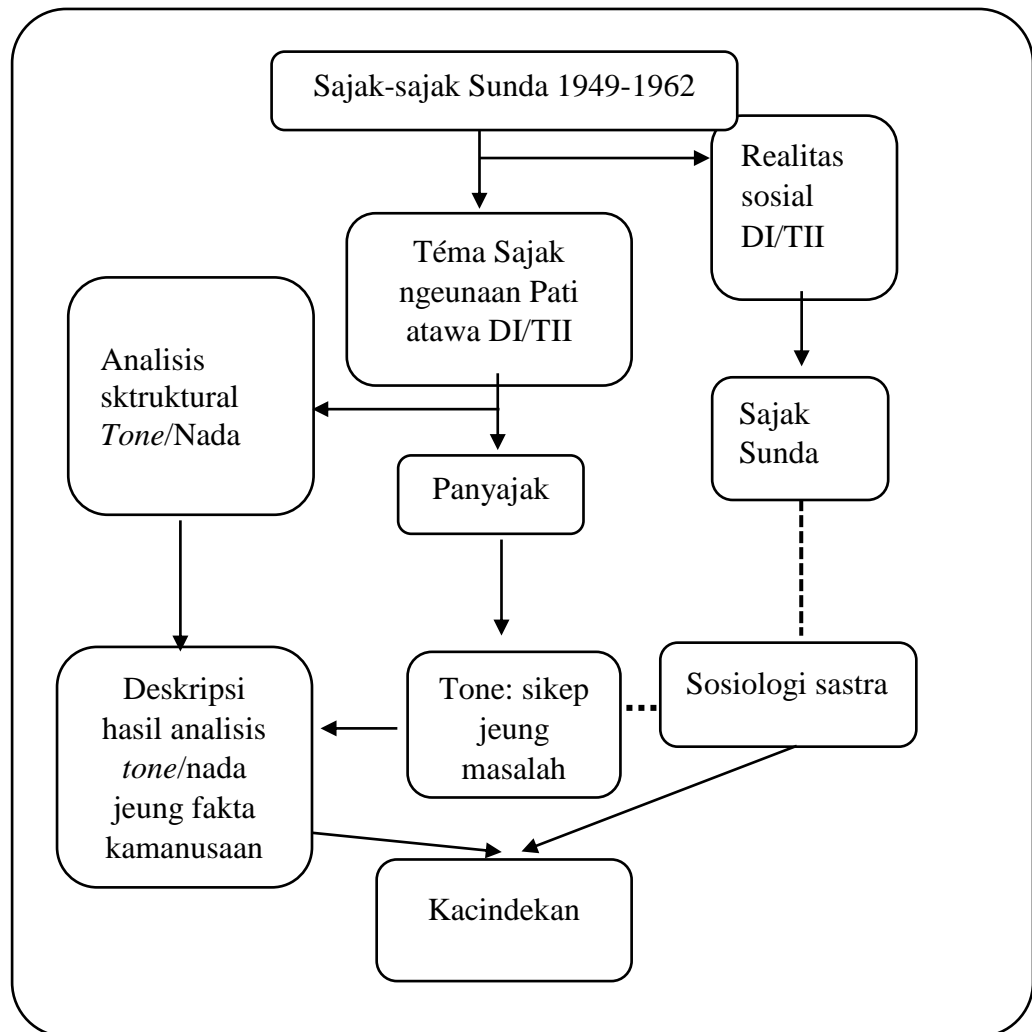 Sajak-sajak Sunda 1949-1962
Realitas
sosial
DI/TII
Téma Sajak
ngeunaan Pati
atawa DI/TII
Analisis
sktruktural
Tone/Nada
Sajak
Sunda
Panyajak
Deskripsi
hasil analisis
tone/nada
jeung fakta
kamanusaan
Tone: sikep
jeung
masalah
Sosiologi sastra
Kacindekan